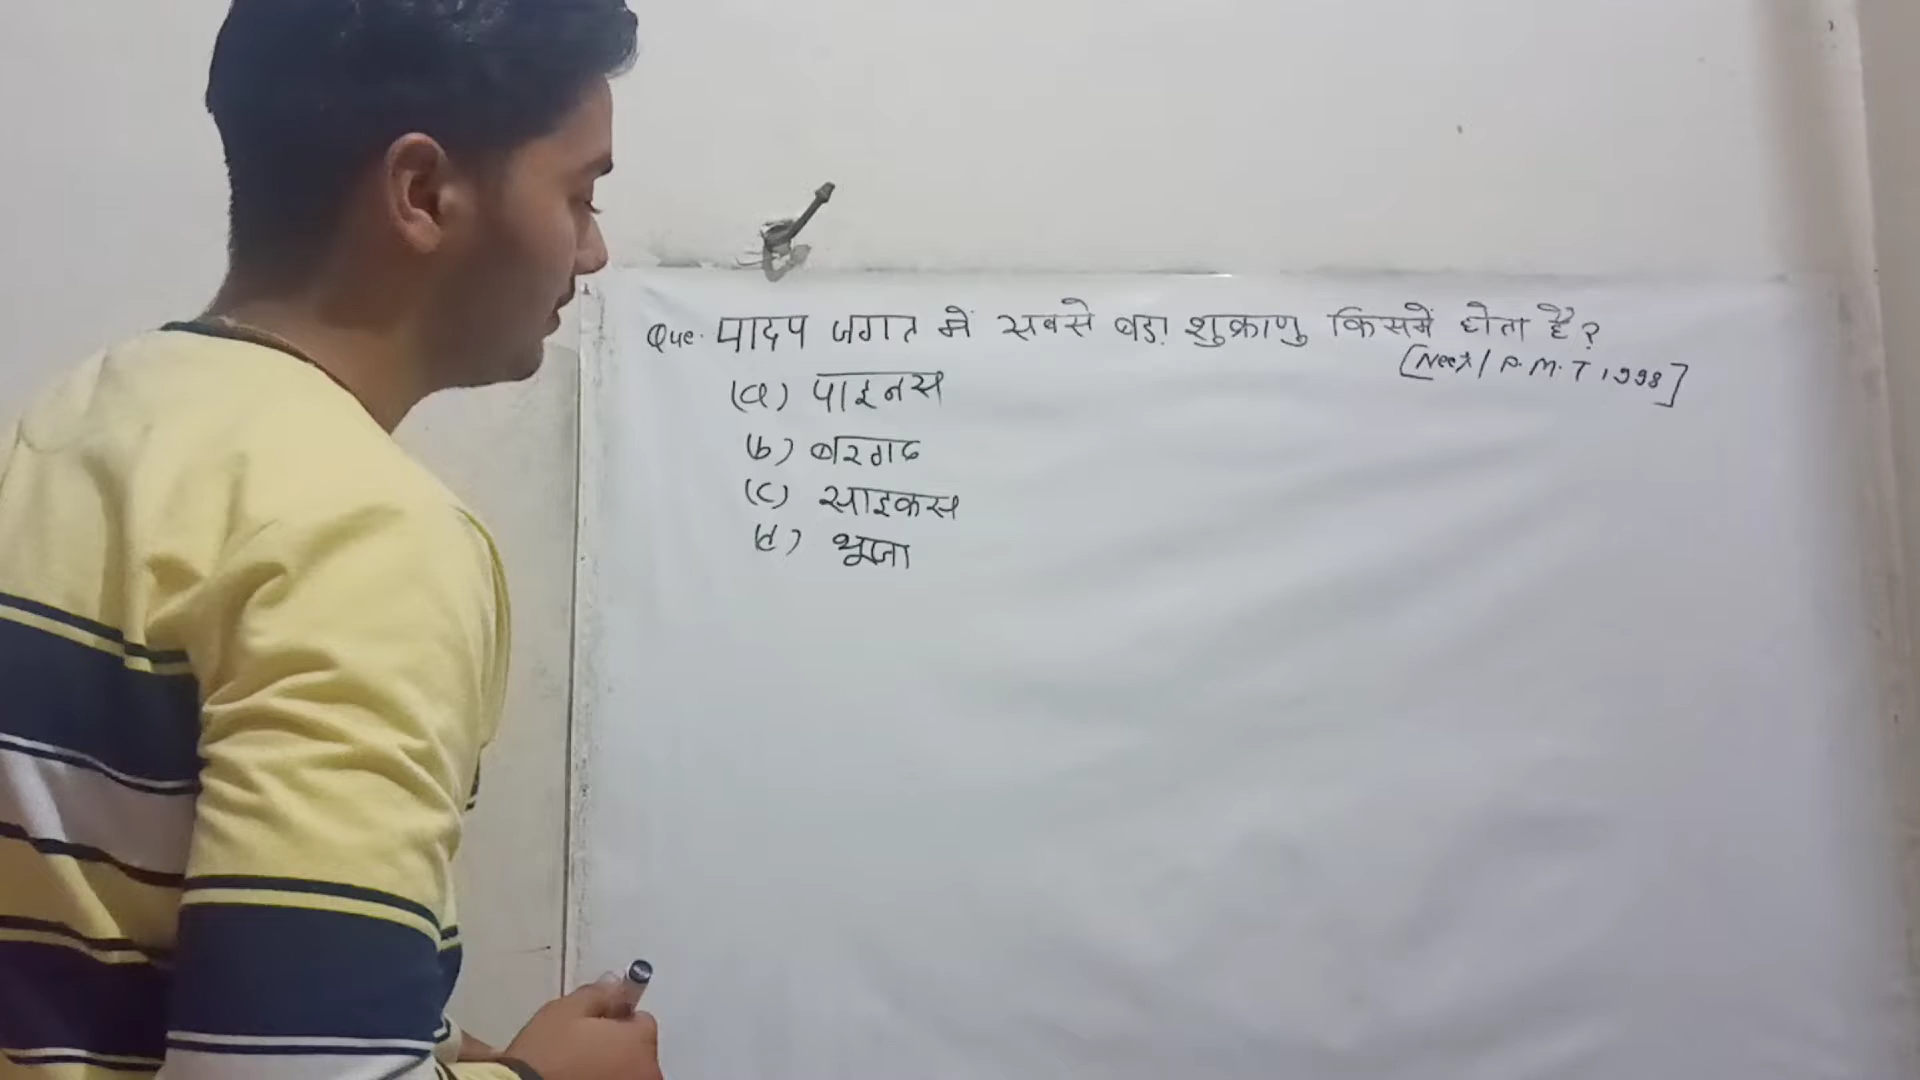 Que. पादप जगत में सबसे बड़ा शुक्राणु किसमें होता है?
[Neet/ P.M.T 1998]
(a) पाइनस
(b) बरगद
(c) साइकस
(d) थूजा